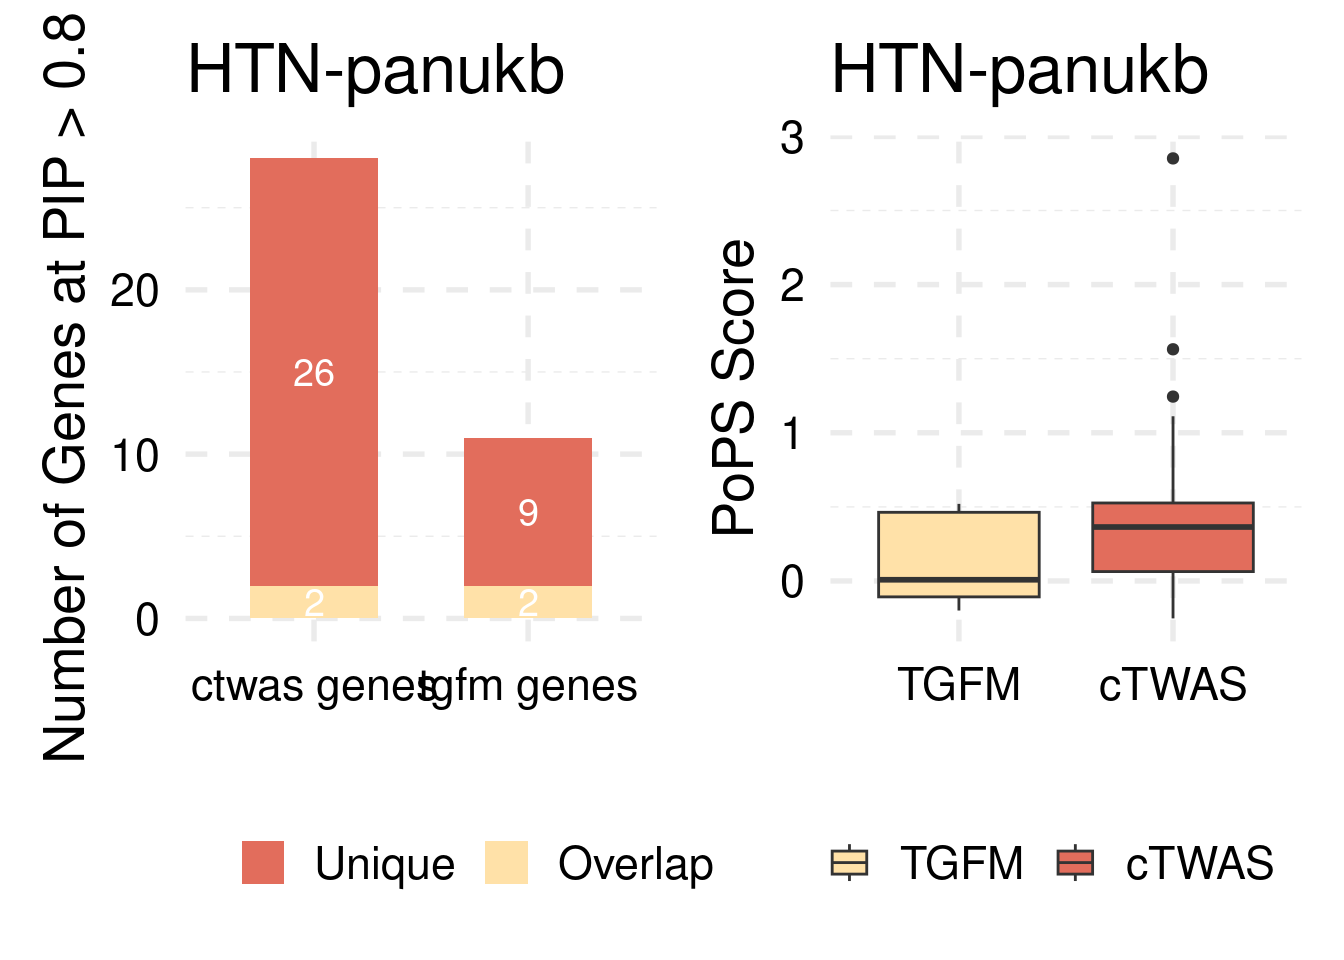 HTN-panukb
Number of Genes at PIP > 0.8
20
10
0
26
2
9
2
ctwas genes
tgfm genes
Unique
Overlap
HTN-panukb
PoPS Score
3
2
1
0
TGFM
cTWAS
TGFM
cTWAS